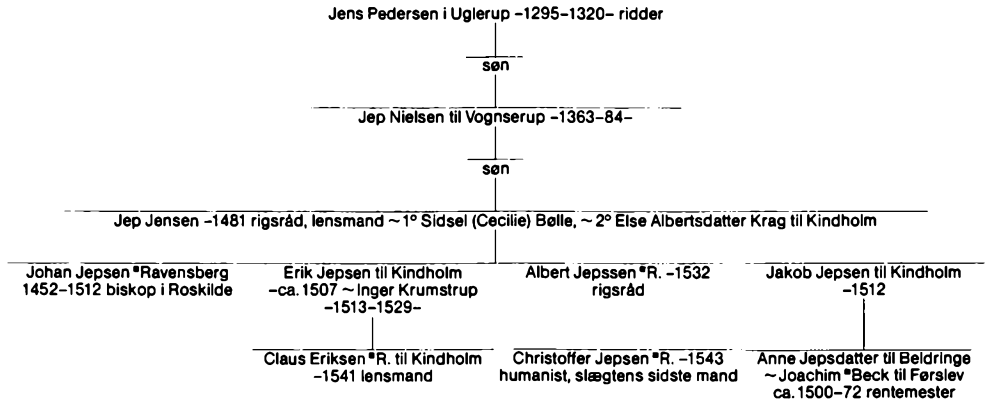 Jens Pedersen i Uglerup –1295–1320– ridder
søn
Jep Nielsen til Vognserup –1363–84–
søn
Jep Jensen –1481 rigsråd, lensmand ~ 1° Sidsel (Cecilie) Bølle, ~ 2° Else Albertsdatter Krag til Kindholm
Johan Jepsen *Ravensberg
1452–1512 biskop i Roskilde
Erik Jepsen til Kindholm
–ca. 1507 ~ Inger Krumstrup
–1513–1529–
Albert Jepssen *R. –1532
rigsråd
Jakob Jepsen til Kindholm
–1512
Claus Eriksen *R. til Kindholm
–1541 lensmand
Christoffer Jepsen *R. –1543
humanist, slægtens sidste mand
Anne Jepsdatter til Beldringe
~ Joachim *Beck til Førslev
ca. 1500–72 rentemester